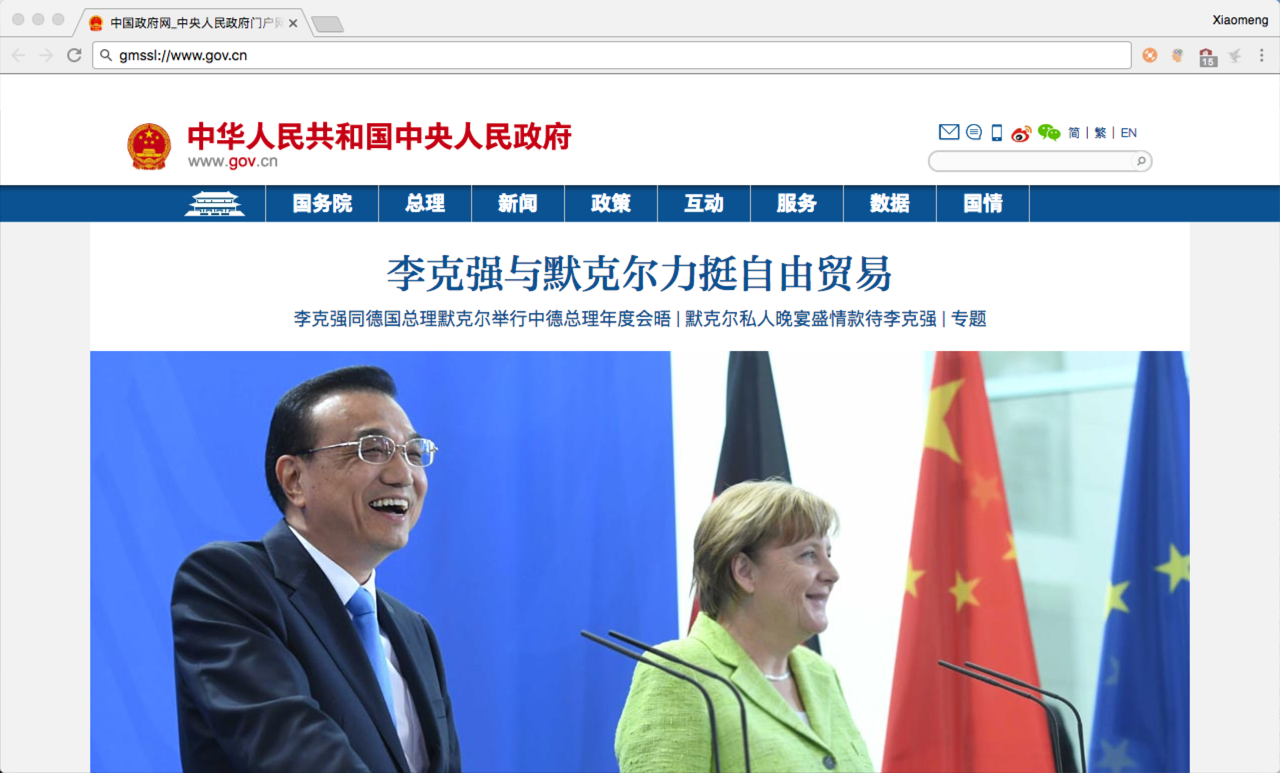 中国政府网_中央人民政府门户网
Xiaomeng
gmssl://www.gov.cn
15
中华人民共和国中央人民政府
www.gov.cn
简 | 繁 | EN
国务院 总理 新闻 政策 互动 服务 数据 国情
李克强与默克尔力挺自由贸易
李克强同德国总理默克尔举行中德总理年度会晤 | 默克尔私人晚宴盛情款待李克强 | 专题